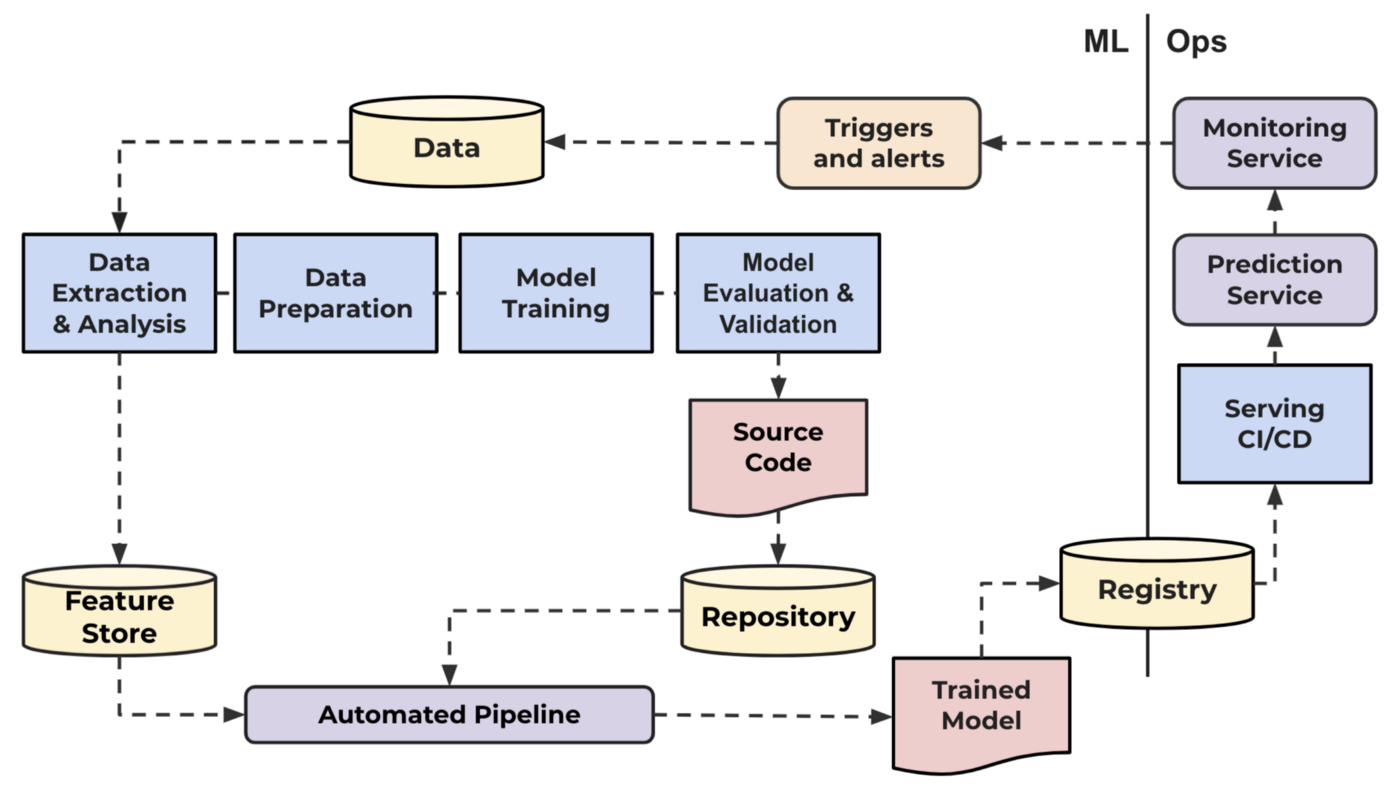 ML
Ops
Data
Triggers
and alerts
Monitoring
Service
Data
Extraction
& Analysis
Data
Preparation
Model
Training
Model
Evaluation &
Validation
Prediction
Service
Source
Code
Serving
CI/CD
Feature
Store
Repository
Registry
Automated Pipeline
Trained
Model